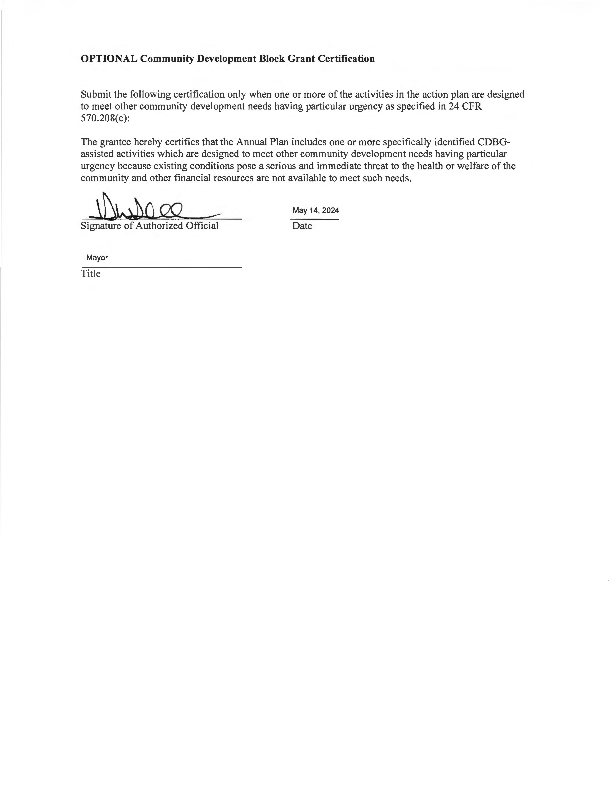 OPTIONAL Community Development Block Grant Certification
Submit the following certification only when one or more of the activities in the action plan are designed
to meet other community development needs having particular urgency as specified in 24 CFR
570.208(c):
The grantee hereby certifies that the Annual Plan includes one or more specifically identified CDBG-
assisted activities which are designed to meet other community development needs having particular
urgency because existing conditions pose a serious and immediate threat to the health or welfare of the
community and other financial resources are not available to meet such needs.
May 14, 2024
Signature of Authorized Official Date
Mayor
Title